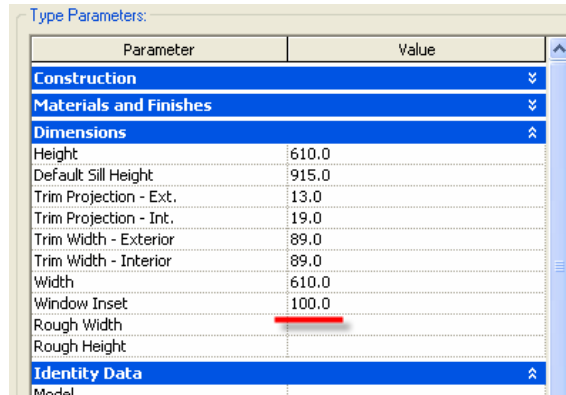 Type Parameters:
Parameter Value
Construction
Materials and Finishes
Dimensions
Height 610.0
Default Sill Height 915.0
Trim Projection - Ext. 13.0
Trim Projection - Int. 19.0
Trim Width - Exterior 89.0
Trim Width - Interior 89.0
Width 610.0
Window Inset 100.0
Rough Width
Rough Height
Identity Data
Model